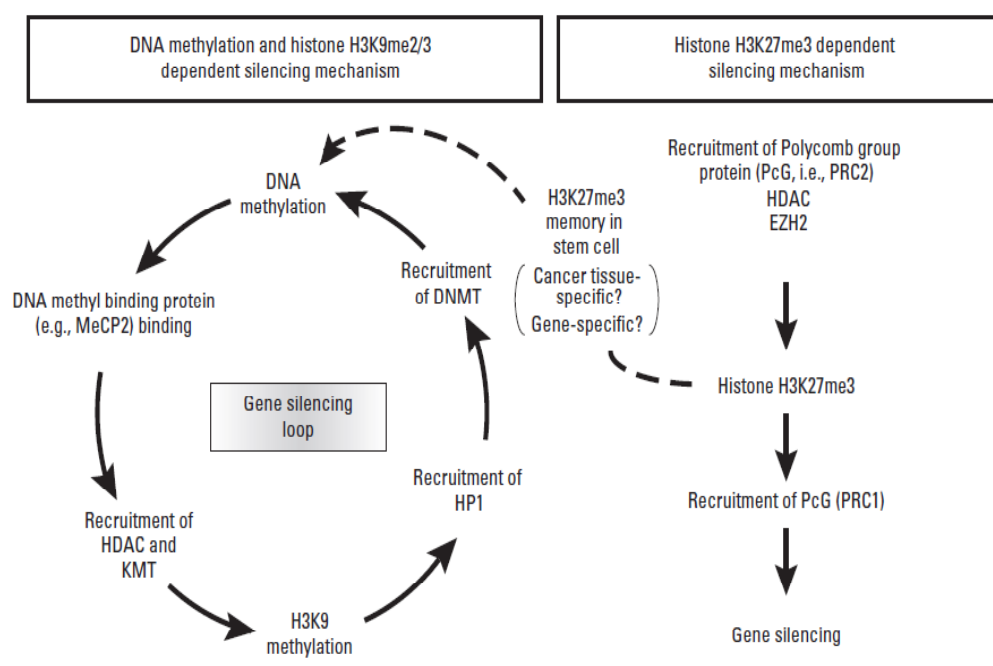 DNA methylation and histone H3K9me2/3
dependent silencing mechanism
Histone H3K27me3 dependent
silencing mechanism
DNA
methylation
DNA methyl binding protein
(e.g., MeCP2) binding
Recruitment of
HDAC and
KMT
H3K9
methylation
Recruitment of
HP1
Recruitment
of DNMT
Gene silencing
loop
H3K27me3
memory in
stem cell
( Cancer tissue-
specific?
Gene-specific? )
Recruitment of Polycomb group
protein (PcG, i.e., PRC2)
HDAC
EZH2
Histone H3K27me3
Recruitment of PcG (PRC1)
Gene silencing